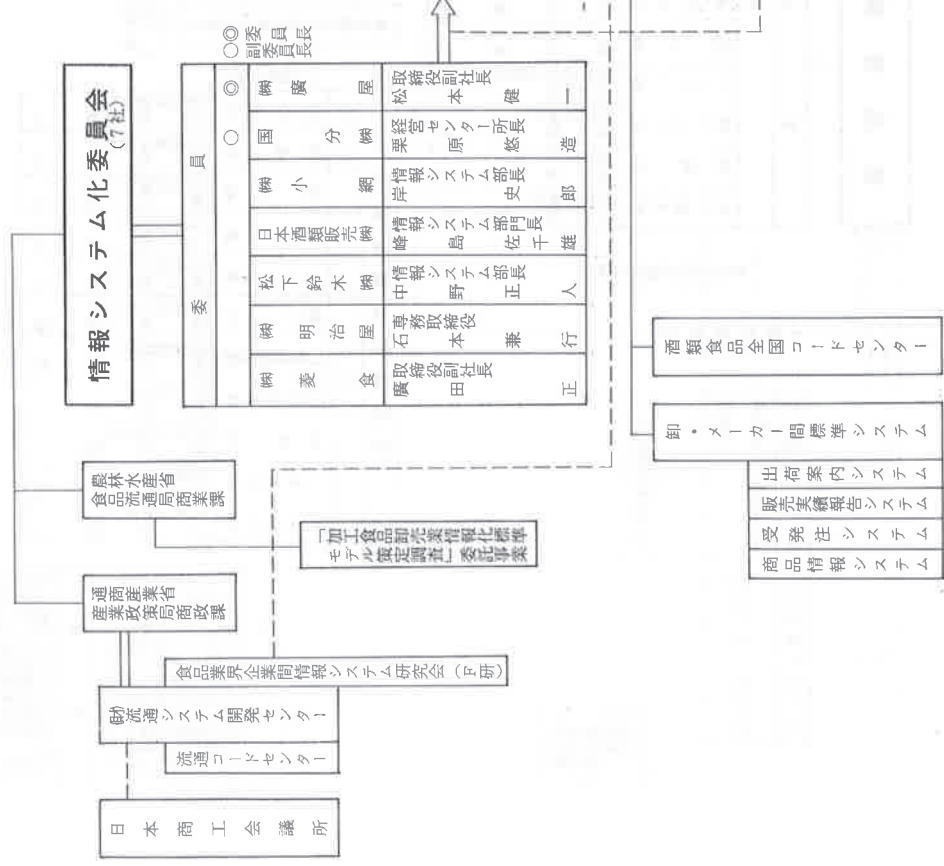 情報システム化委員会
(7社)
◎ 委員長
○ 副委員長
委員
◎
㈱廣屋
取締役副社長
松本健一
○
国分㈱
経営センター所長
栗原悠造
㈱小網
情報システム部長
岸史郎
日本酒類販売㈱
情報システム部門長
峰島佐千雄
松下鈴木㈱
情報システム部長
中野正人
㈱明治屋
専務取締役
石本兼行
㈱菱食
取締役副社長
廣田正
農林水産省
食品流通局商業課
「加工食品卸売業情報化標準
モデル策定調査」委託事業
通商産業省
産業政策局商政課
食品業界企業間情報システム研究会(F研)
㈶流通システム開発センター
流通コードセンター
日本商工会議所
酒類食品全国コードセンター
卸・メーカー間標準システム
出荷案内システム
販売実績報告システム
受発注システム
商品情報システム